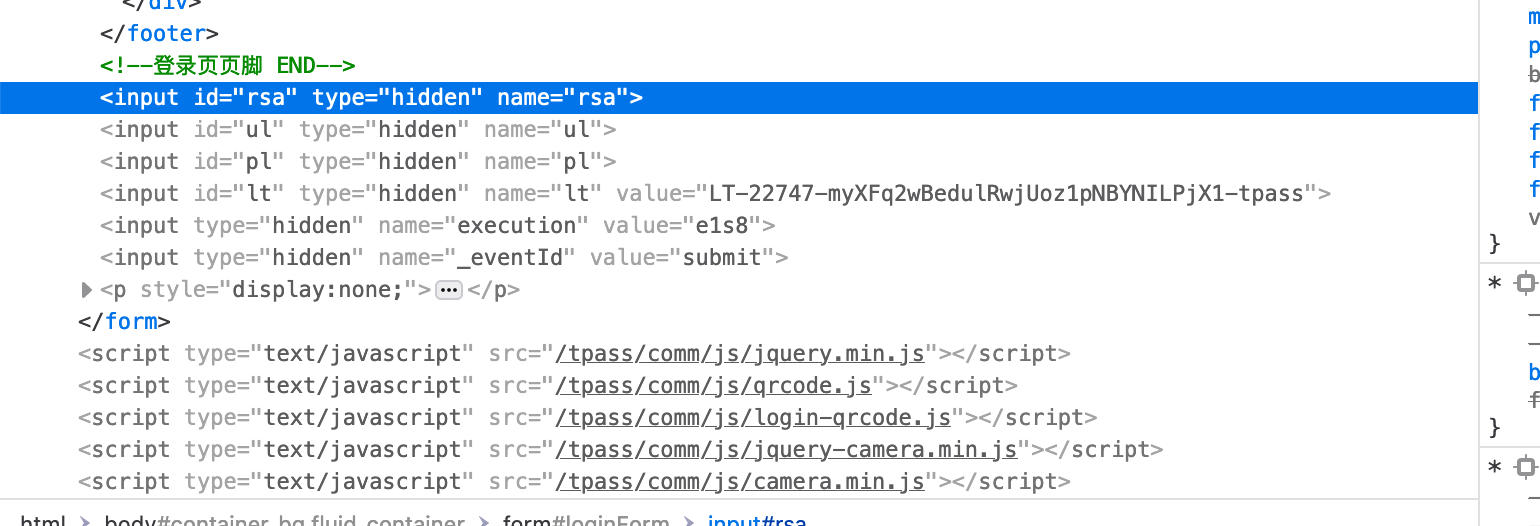 </div>
</footer>
<!--登录页页脚 END-->
<input id="rsa" type="hidden" name="rsa">
<input id="ul" type="hidden" name="ul">
<input id="pl" type="hidden" name="pl">
<input id="lt" type="hidden" name="lt" value="LT-22747-myXFq2wBedulRwjUoz1pNBYNILPjX1-tpass">
<input type="hidden" name="execution" value="e1s8">
<input type="hidden" name="_eventId" value="submit">
<p style="display:none;">…</p>
</form>
<script type="text/javascript" src="/tpass/comm/js/jquery.min.js"></script>
<script type="text/javascript" src="/tpass/comm/js/qrcode.js"></script>
<script type="text/javascript" src="/tpass/comm/js/login-qrcode.js"></script>
<script type="text/javascript" src="/tpass/comm/js/jquery-camera.min.js"></script>
<script type="text/javascript" src="/tpass/comm/js/camera.min.js"></script>
html > body#container_bg.fluid_container > form#loginForm > input#rsa
m
p
b
f
f
f
f
v
}
*
b
f
}
*